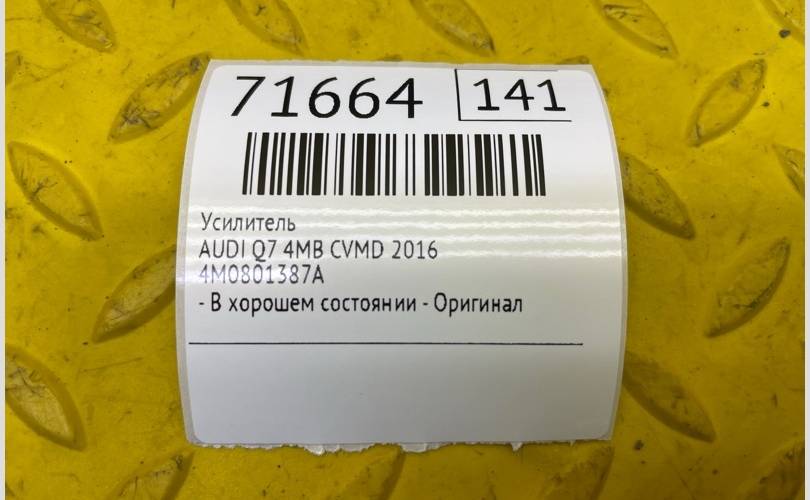 71664 141
Усилитель
AUDI Q7 4MB CVMD 2016
4M0801387A
- В хорошем состоянии - Оригинал